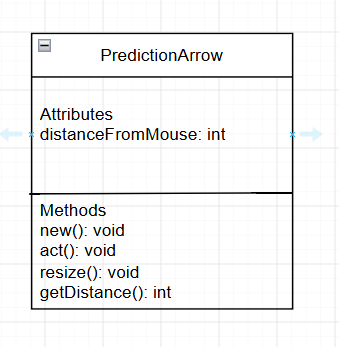 PredictionArrow
Attributes
distanceFromMouse: int
Methods
new(): void
act(): void
resize(): void
getDistance(): int